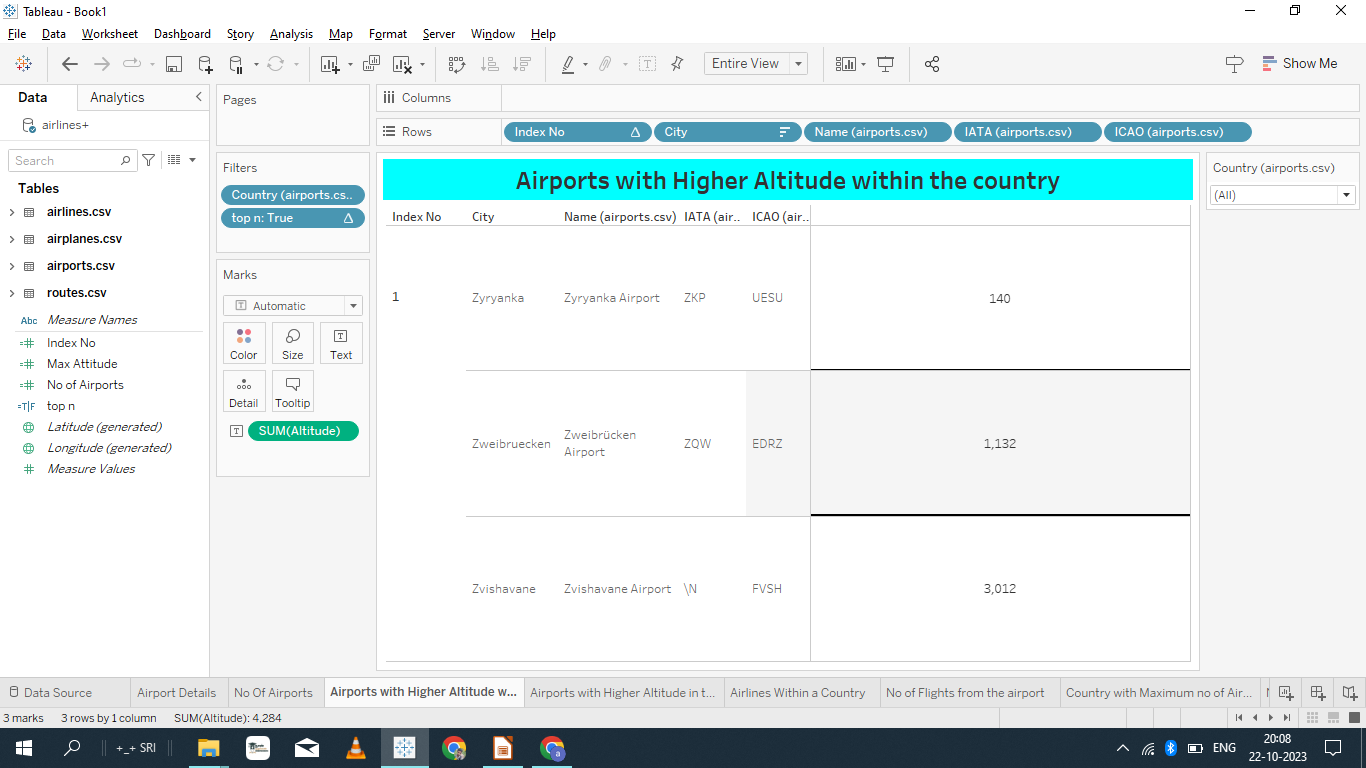 Tableau - Book1
File Data Worksheet Dashboard Story Analysis Map Format Server Window Help
Entire View
Show Me
Data Analytics
airlines+
Search
Tables
airlines.csv
airplanes.csv
airports.csv
routes.csv
Abc Measure Names
Index No
Max Attitude
No of Airports
=T|F top n
Latitude (generated)
Longitude (generated)
Measure Values
Pages
Filters
Country (airports.cs..
top n: True
Marks
Automatic
Color Size Text
Detail Tooltip
SUM(Altitude)
Columns
Rows Index No City Name (airports.csv) IATA (airports.csv) ICAO (airports.csv)
Airports with Higher Altitude within the country
Index No City Name (airports.csv) IATA (air.. ICAO (air..
1 Zyryanka Zyryanka Airport ZKP UESU 140
Zweibruecken Zweibrücken Airport ZQW EDRZ 1,132
Zvishavane Zvishavane Airport \N FVSH 3,012
Country (airports.csv)
(All)
Data Source Airport Details No Of Airports Airports with Higher Altitude w... Airports with Higher Altitude in t... Airlines Within a Country No of Flights from the airport Country with Maximum no of Air...
3 marks 3 rows by 1 column SUM(Altitude): 4,284
+_+ SRI
ENG
20:08
22-10-2023